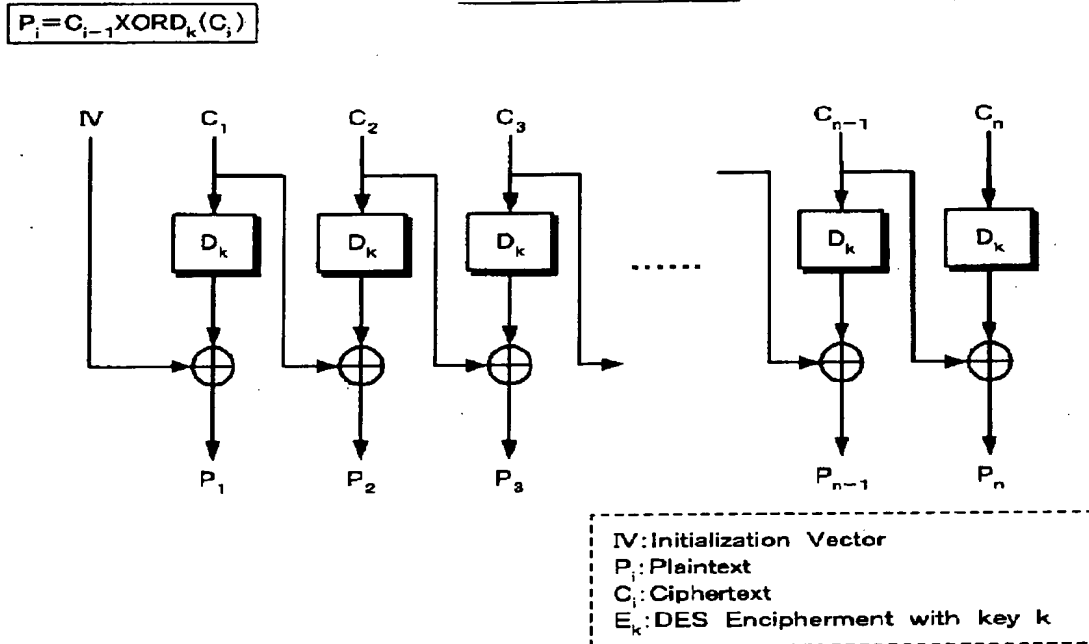 P_i=C_{i-1}XORD_k(C_i)
IV C_1 C_2 C_3 C_{n-1} C_n
D_k D_k D_k ...... D_k D_k
P_1 P_2 P_3 P_{n-1} P_n
IV:Initialization Vector
P_i:Plaintext
C_i:Ciphertext
E_k:DES Encipherment with key k